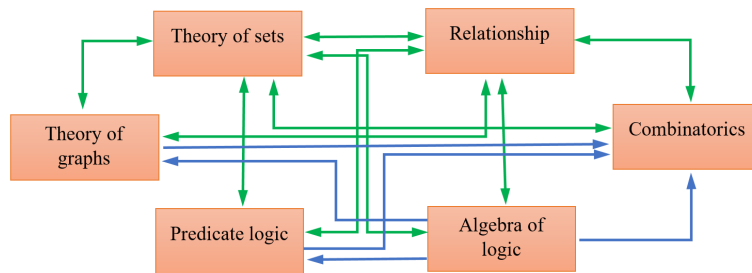 Theory of sets
Relationship
Theory of
graphs
Combinatorics
Predicate logic
Algebra of
logic